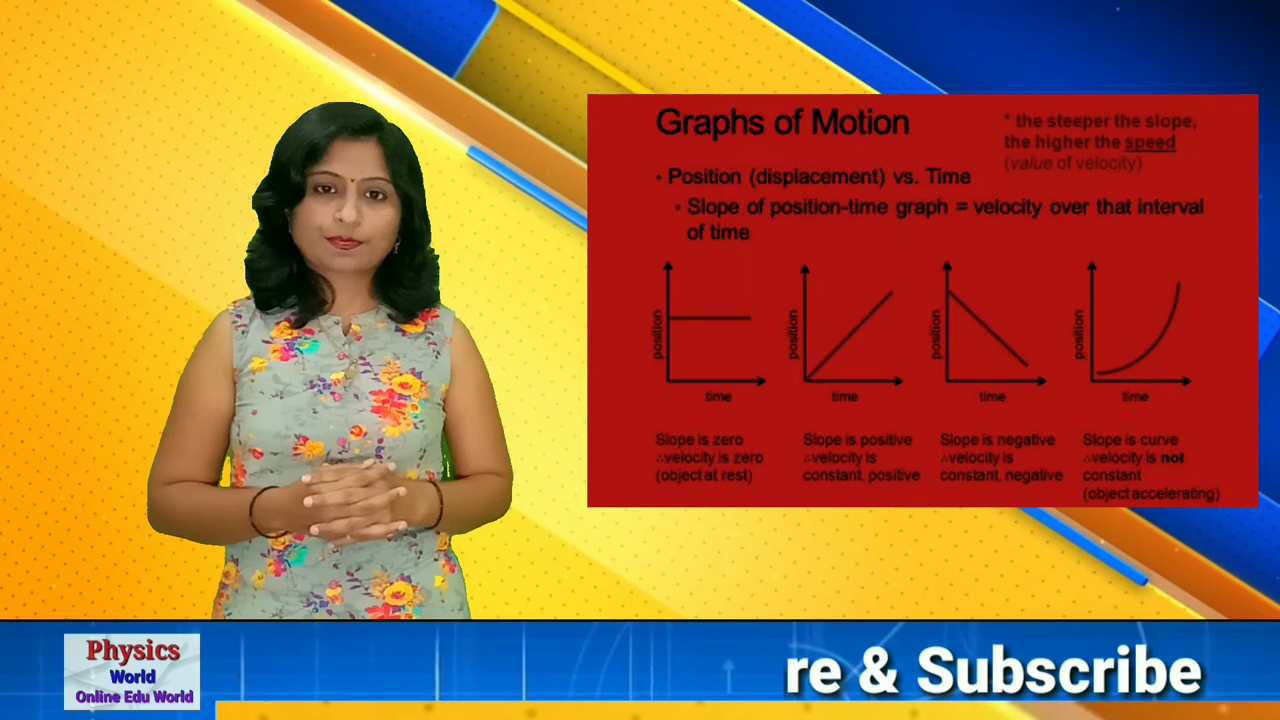 Graphs of Motion
* the steeper the slope,
the higher the speed
(value of velocity)
• Position (displacement) vs. Time
• Slope of position-time graph = velocity over that interval
of time
position
time
position
time
position
time
position
time
Slope is zero
∴velocity is zero
(object at rest)
Slope is positive
∴velocity is
constant, positive
Slope is negative
∴velocity is
constant, negative
Slope is curve
∴velocity is not
constant
(object accelerating)
Physics
World
Online Edu World
re & Subscribe